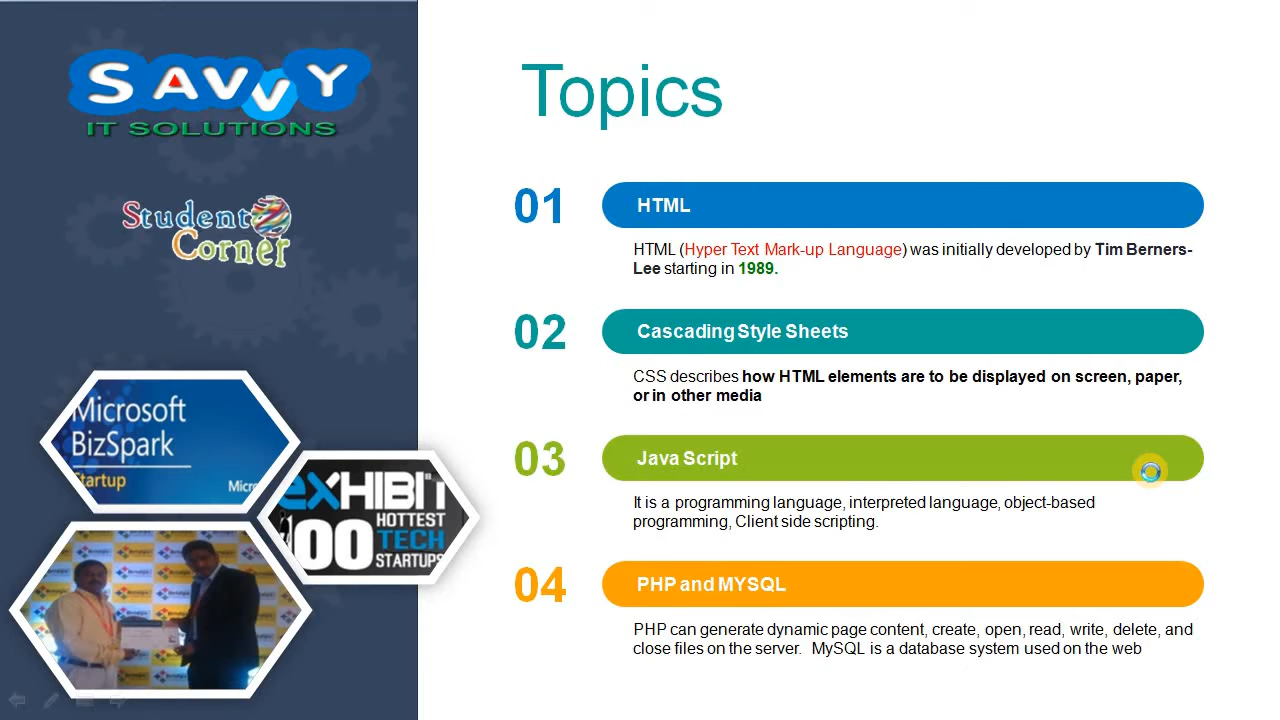 SAVVY
IT SOLUTIONS
Student
Corner
Microsoft
BizSpark
Startup
Micr
eXHIBIT
100
HOTTEST
TECH
STARTUPS
Topics
01
HTML
HTML (Hyper Text Mark-up Language) was initially developed by Tim Berners-
Lee starting in 1989.
02
Cascading Style Sheets
CSS describes how HTML elements are to be displayed on screen, paper,
or in other media
03
Java Script
It is a programming language, interpreted language, object-based
programming, Client side scripting.
04
PHP and MYSQL
PHP can generate dynamic page content, create, open, read, write, delete, and
close files on the server.  MySQL is a database system used on the web